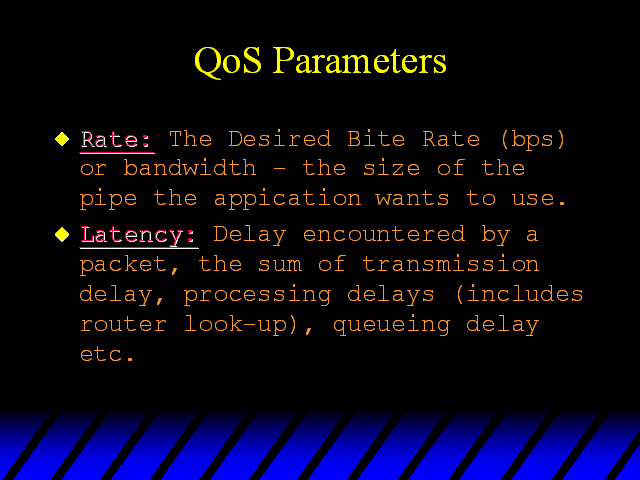 QoS Parameters
Rate: The Desired Bite Rate (bps)
or bandwidth - the size of the
pipe the appication wants to use.
Latency: Delay encountered by a
packet, the sum of transmission
delay, processing delays (includes
router look-up), queueing delay
etc.